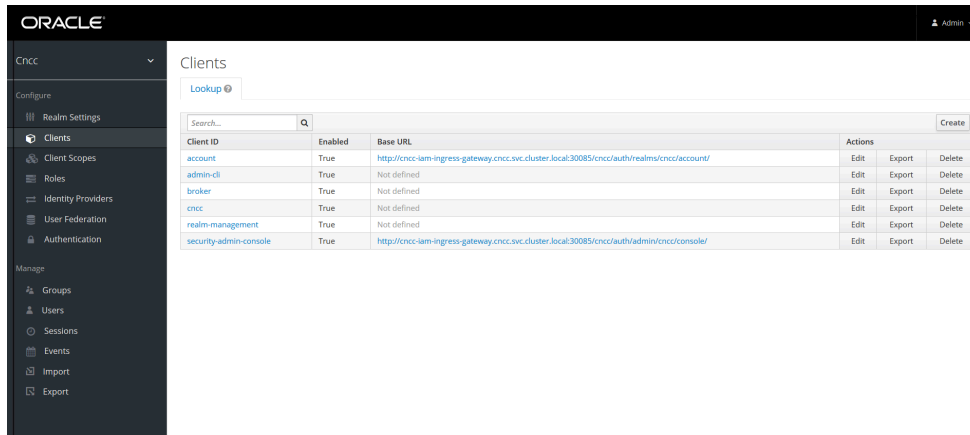 ORACLE
Admin
Cncc
Configure
Realm Settings
Clients
Client Scopes
Roles
Identity Providers
User Federation
Authentication
Manage
Groups
Users
Sessions
Events
Import
Export
Clients
Lookup
Search...
Create
Client ID Enabled Base URL Actions
account True http://cncc-iam-ingress-gateway.cncc.svc.cluster.local:30085/cncc/auth/realms/cncc/account/ Edit Export Delete
admin-cli True Not defined Edit Export Delete
broker True Not defined Edit Export Delete
cncc True Not defined Edit Export Delete
realm-management True Not defined Edit Export Delete
security-admin-console True http://cncc-iam-ingress-gateway.cncc.svc.cluster.local:30085/cncc/auth/admin/cncc/console/ Edit Export Delete